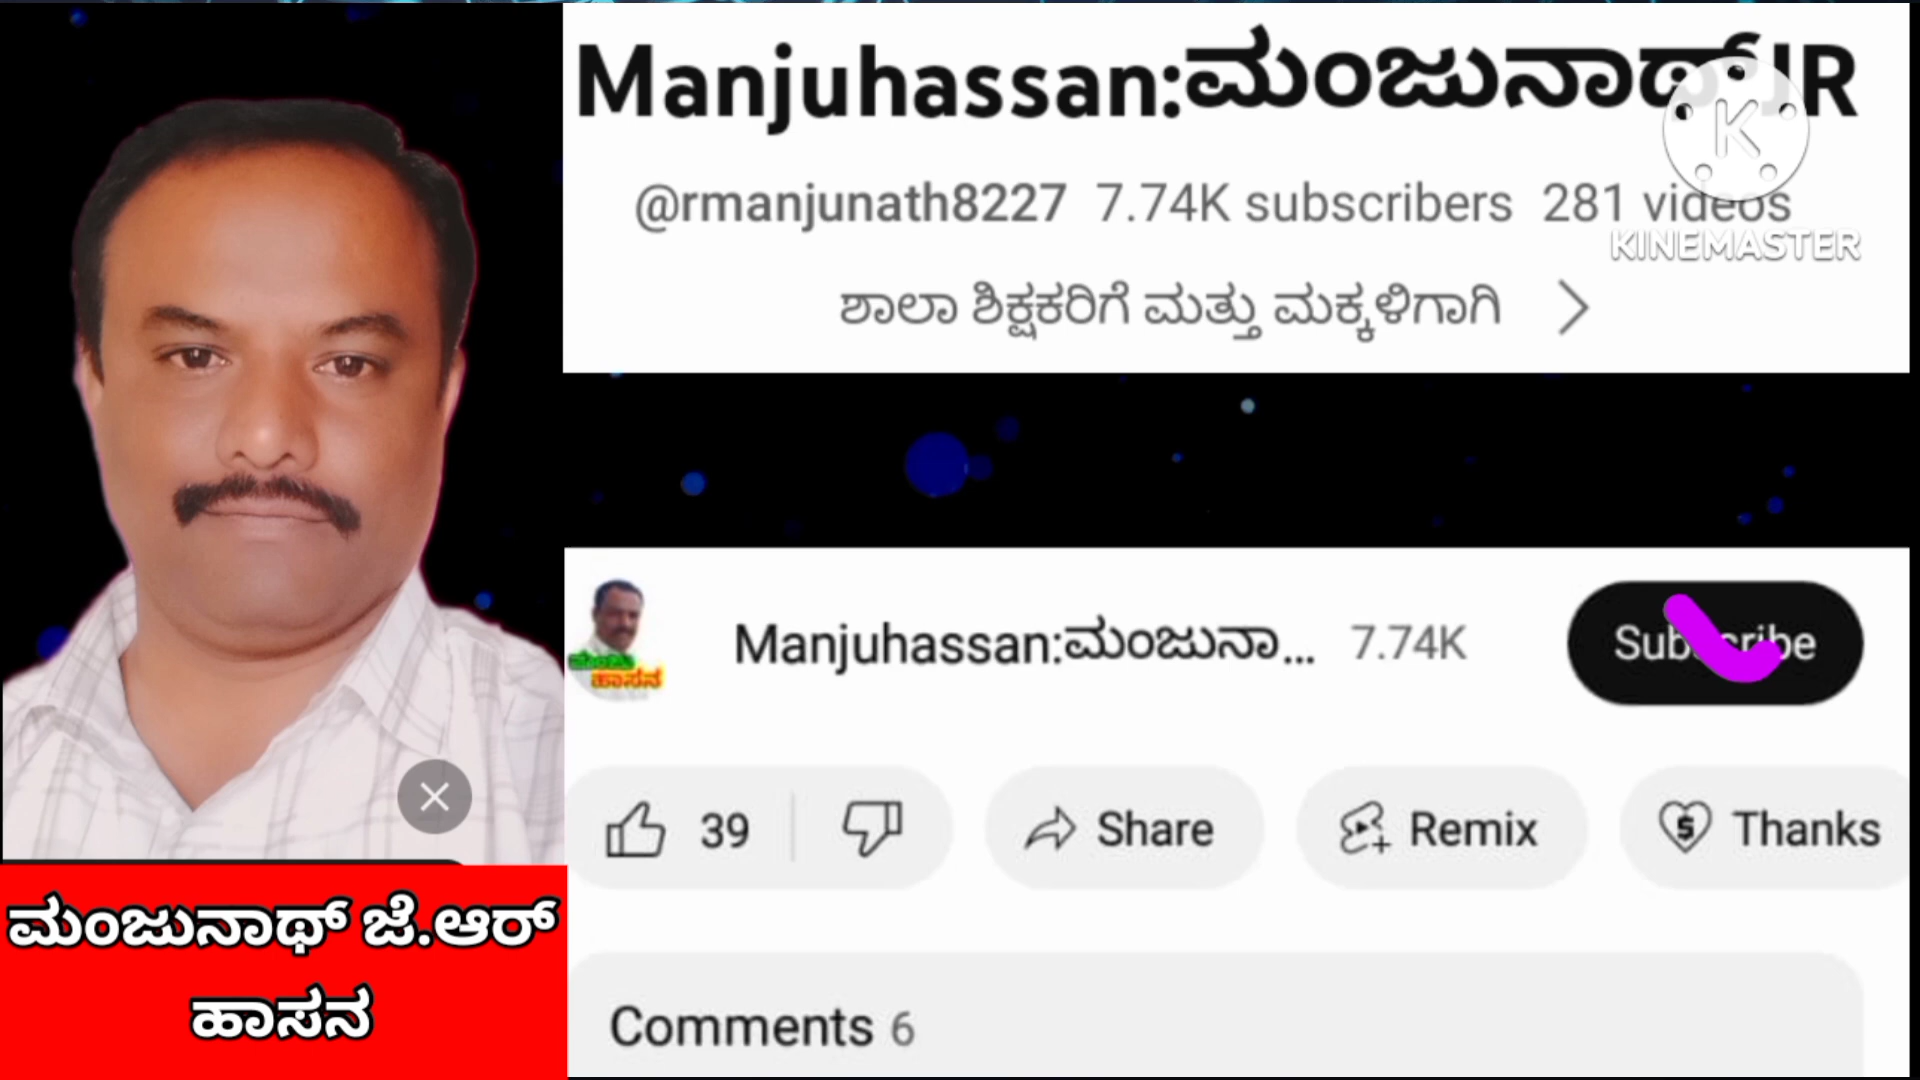 Manjuhassan:ಮಂಜುನಾಥ್ JR
@rmanjunath8227 7.74K subscribers 281 videos
KINEMASTER
ಶಾಲಾ ಶಿಕ್ಷಕರಿಗೆ ಮತ್ತು ಮಕ್ಕಳಿಗಾಗಿ
Manjuhassan:ಮಂಜುನಾ... 7.74K Subscribe
ಮಂಜು
ಹಾಸನ
39 Share Remix Thanks
Comments 6
ಮಂಜುನಾಥ್ ಜೆ.ಆರ್
ಹಾಸನ